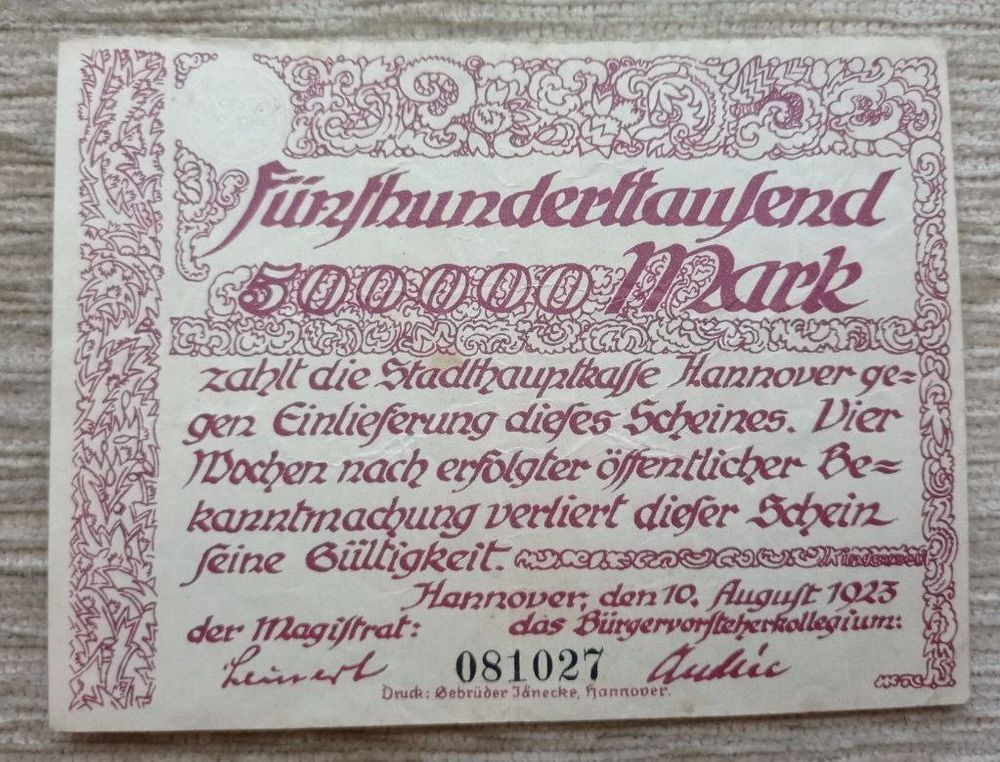 Fünfhunderttausend
500000 Mark
zahlt die Stadthauptkasse Hannover ge=
gen Einlieferung dieses Scheines. Vier
Wochen nach erfolgter öffentlicher Be=
kanntmachung verliert dieser Schein
seine Gültigkeit.
Hannover, den 10. August 1923
der Magistrat: das Bürgervorsteherkollegium:
Leinert 081027
Druck: Gebrüder Jänecke, Hannover.